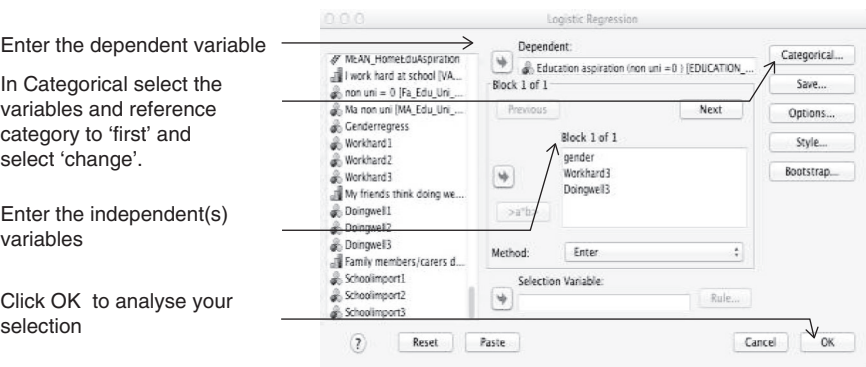 Enter the dependent variable
In Categorical select the
variables and reference
category to ‘first’ and
select ‘change’.
Enter the independent(s)
variables
Click OK to analyse your
selection
Logistic Regression
MEAN_HomeEduAspiration
I work hard at school [VA...
non uni = 0 [Fa_Edu_Uni_...
Ma non uni [MA_Edu_Uni_...
Genderregress
Workhard1
Workhard2
Workhard3
My friends think doing we...
Doingwell1
Doingwell2
Doingwell3
Family members/carers d...
Schoolimport1
Schoolimport2
Schoolimport3
Dependent:
Education aspiration (non uni =0 ) [EDUCATION_...
Block 1 of 1
Previous
Next
Block 1 of 1
gender
Workhard3
Doingwell3
>a*b>
Method:
Enter
Selection Variable:
Rule...
Categorical...
Save...
Options...
Style...
Bootstrap...
?
Reset
Paste
Cancel
OK